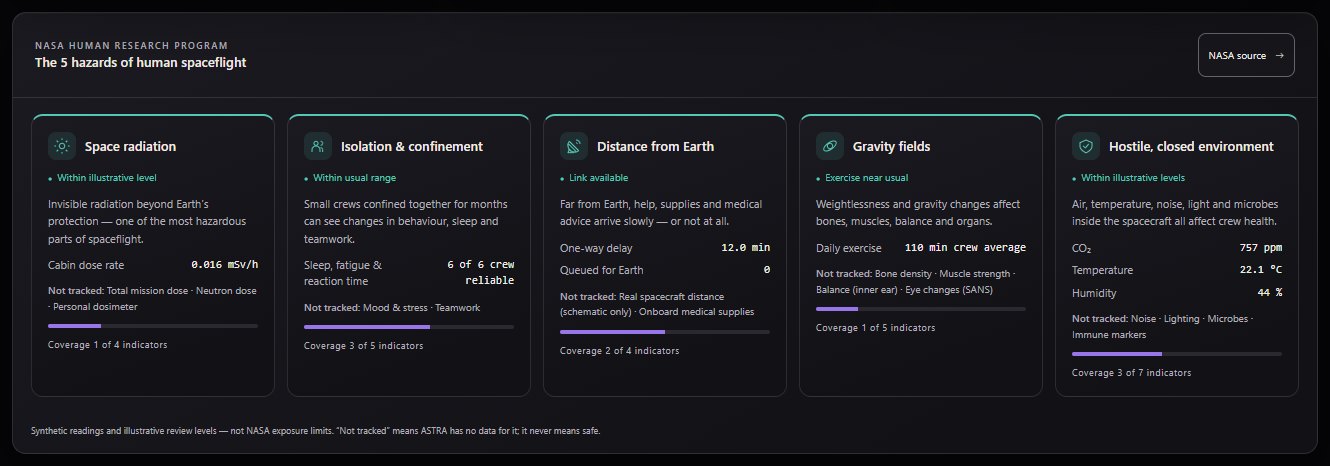 NASA HUMAN RESEARCH PROGRAM
The 5 hazards of human spaceflight
NASA source →
Space radiation
• Within illustrative level
Invisible radiation beyond Earth's
protection — one of the most hazardous
parts of spaceflight.
Cabin dose rate 0.016 mSv/h
Not tracked: Total mission dose · Neutron dose
· Personal dosimeter
Coverage 1 of 4 indicators
Isolation & confinement
• Within usual range
Small crews confined together for months
can see changes in behaviour, sleep and
teamwork.
Sleep, fatigue & 6 of 6 crew
reaction time reliable
Not tracked: Mood & stress · Teamwork
Coverage 3 of 5 indicators
Distance from Earth
• Link available
Far from Earth, help, supplies and medical
advice arrive slowly — or not at all.
One-way delay 12.0 min
Queued for Earth 0
Not tracked: Real spacecraft distance
(schematic only) · Onboard medical supplies
Coverage 2 of 4 indicators
Gravity fields
• Exercise near usual
Weightlessness and gravity changes affect
bones, muscles, balance and organs.
Daily exercise 110 min crew average
Not tracked: Bone density · Muscle strength ·
Balance (inner ear) · Eye changes (SANS)
Coverage 1 of 5 indicators
Hostile, closed environment
• Within illustrative levels
Air, temperature, noise, light and microbes
inside the spacecraft all affect crew health.
CO₂ 757 ppm
Temperature 22.1 °C
Humidity 44 %
Not tracked: Noise · Lighting · Microbes ·
Immune markers
Coverage 3 of 7 indicators
Synthetic readings and illustrative review levels — not NASA exposure limits. "Not tracked" means ASTRA has no data for it; it never means safe.